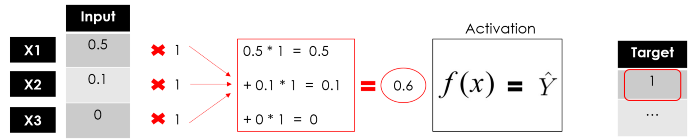 Input
X1 0.5 ✖ 1
X2 0.1 ✖ 1
X3 0 ✖ 1
0.5 * 1 = 0.5
+ 0.1 * 1 = 0.1
+ 0 * 1 = 0
= 0.6
Activation
f(x) = Ŷ
Target
1
...